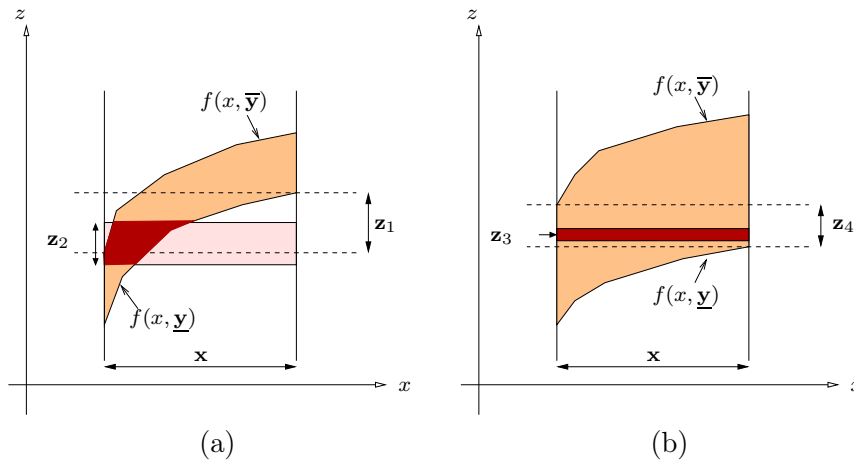 z
f(x, y̅)
z₁
z₂
f(x, y̲)
x
x
(a)
z
f(x, y̅)
z₃
z₄
f(x, y̲)
x
x
(b)